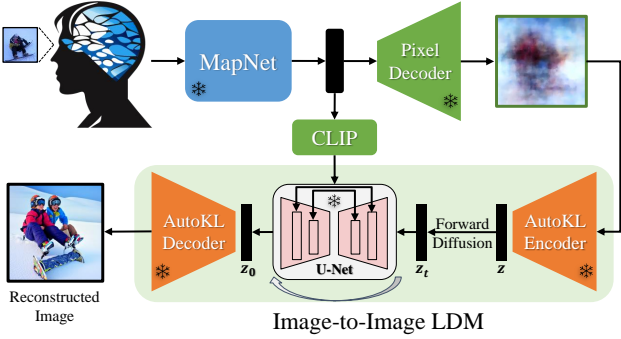 MapNet
Pixel
Decoder
CLIP
AutoKL
Decoder
z₀
U-Net
zₜ
Forward
Diffusion
z
AutoKL
Encoder
Reconstructed
Image
Image-to-Image LDM